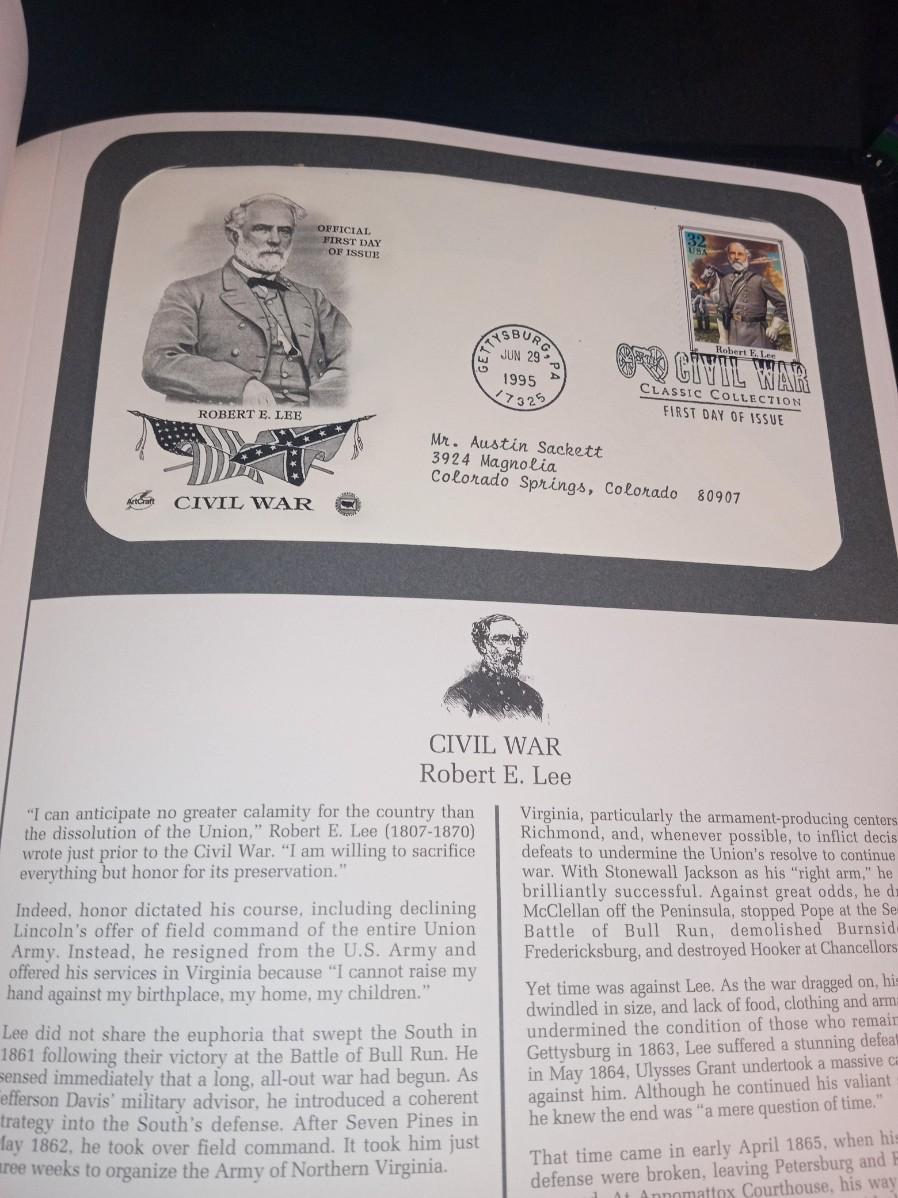 OFFICIAL
FIRST DAY
OF ISSUE
32
USA
Robert E. Lee
GETTYSBURG, PA
JUN 29,
1995
17325
CIVIL WAR
CLASSIC COLLECTION
FIRST DAY OF ISSUE
ROBERT E. LEE
ArtCraft
CIVIL WAR
Mr. Austin Sackett
3924 Magnolia
Colorado Springs, Colorado 80907
CIVIL WAR
Robert E. Lee
“I can anticipate no greater calamity for the country than
the dissolution of the Union,” Robert E. Lee (1807-1870)
wrote just prior to the Civil War. “I am willing to sacrifice
everything but honor for its preservation.”
Indeed, honor dictated his course, including declining
Lincoln’s offer of field command of the entire Union
Army. Instead, he resigned from the U.S. Army and
offered his services in Virginia because “I cannot raise my
hand against my birthplace, my home, my children.”
Lee did not share the euphoria that swept the South in
1861 following their victory at the Battle of Bull Run. He
sensed immediately that a long, all-out war had begun. As
efferson Davis’ military advisor, he introduced a coherent
trategy into the South’s defense. After Seven Pines in
May 1862, he took over field command. It took him just
ree weeks to organize the Army of Northern Virginia.
Virginia, particularly the armament-producing centers
Richmond, and, whenever possible, to inflict decis
defeats to undermine the Union’s resolve to continue
war. With Stonewall Jackson as his “right arm,” he
brilliantly successful. Against great odds, he d
McClellan off the Peninsula, stopped Pope at the Se
Battle of Bull Run, demolished Burnsid
Fredericksburg, and destroyed Hooker at Chancellors
Yet time was against Lee. As the war dragged on, his
dwindled in size, and lack of food, clothing and arm
undermined the condition of those who remain
Gettysburg in 1863, Lee suffered a stunning defeat
in May 1864, Ulysses Grant undertook a massive ca
against him. Although he continued his valiant
he knew the end was “a mere question of time.”
That time came in early April 1865, when his
defense were broken, leaving Petersburg and
At Appomattox Courthouse, his way